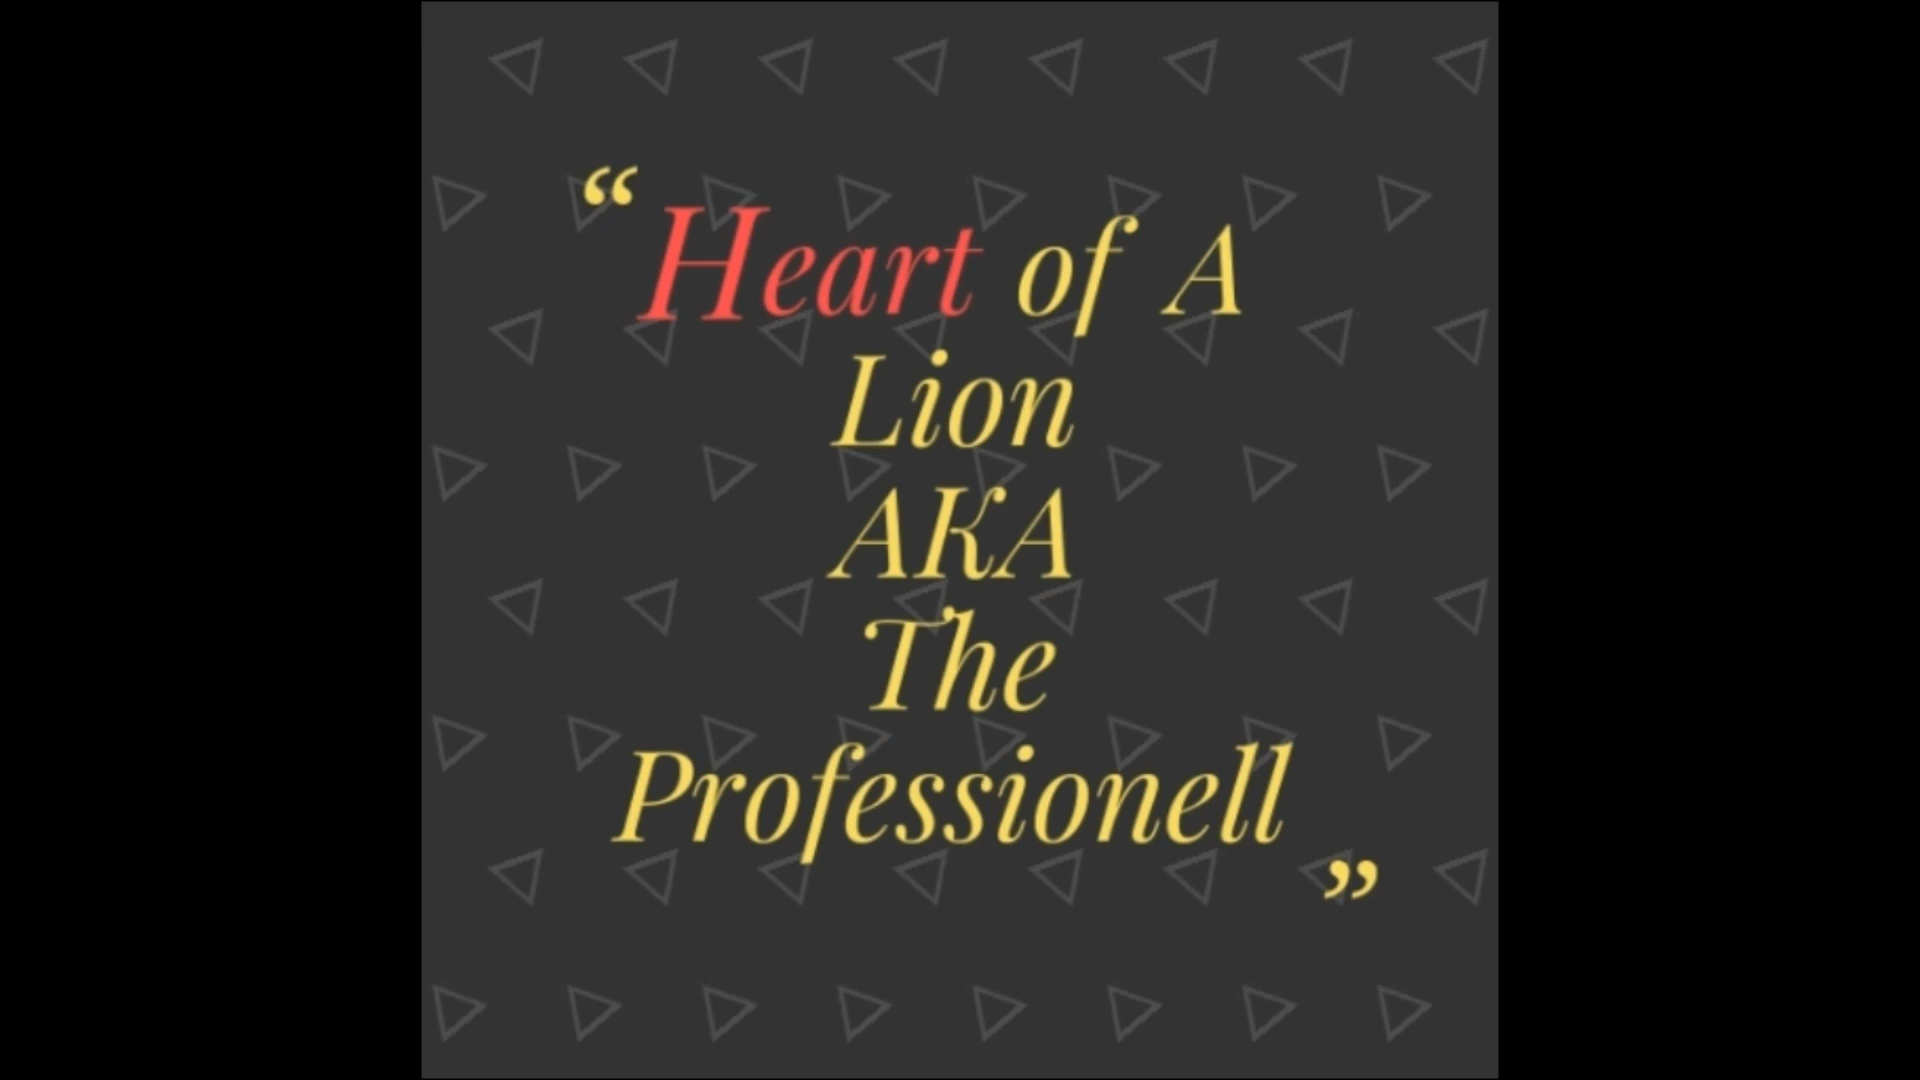 “Heart of A
Lion
AKA
The
Professionell”